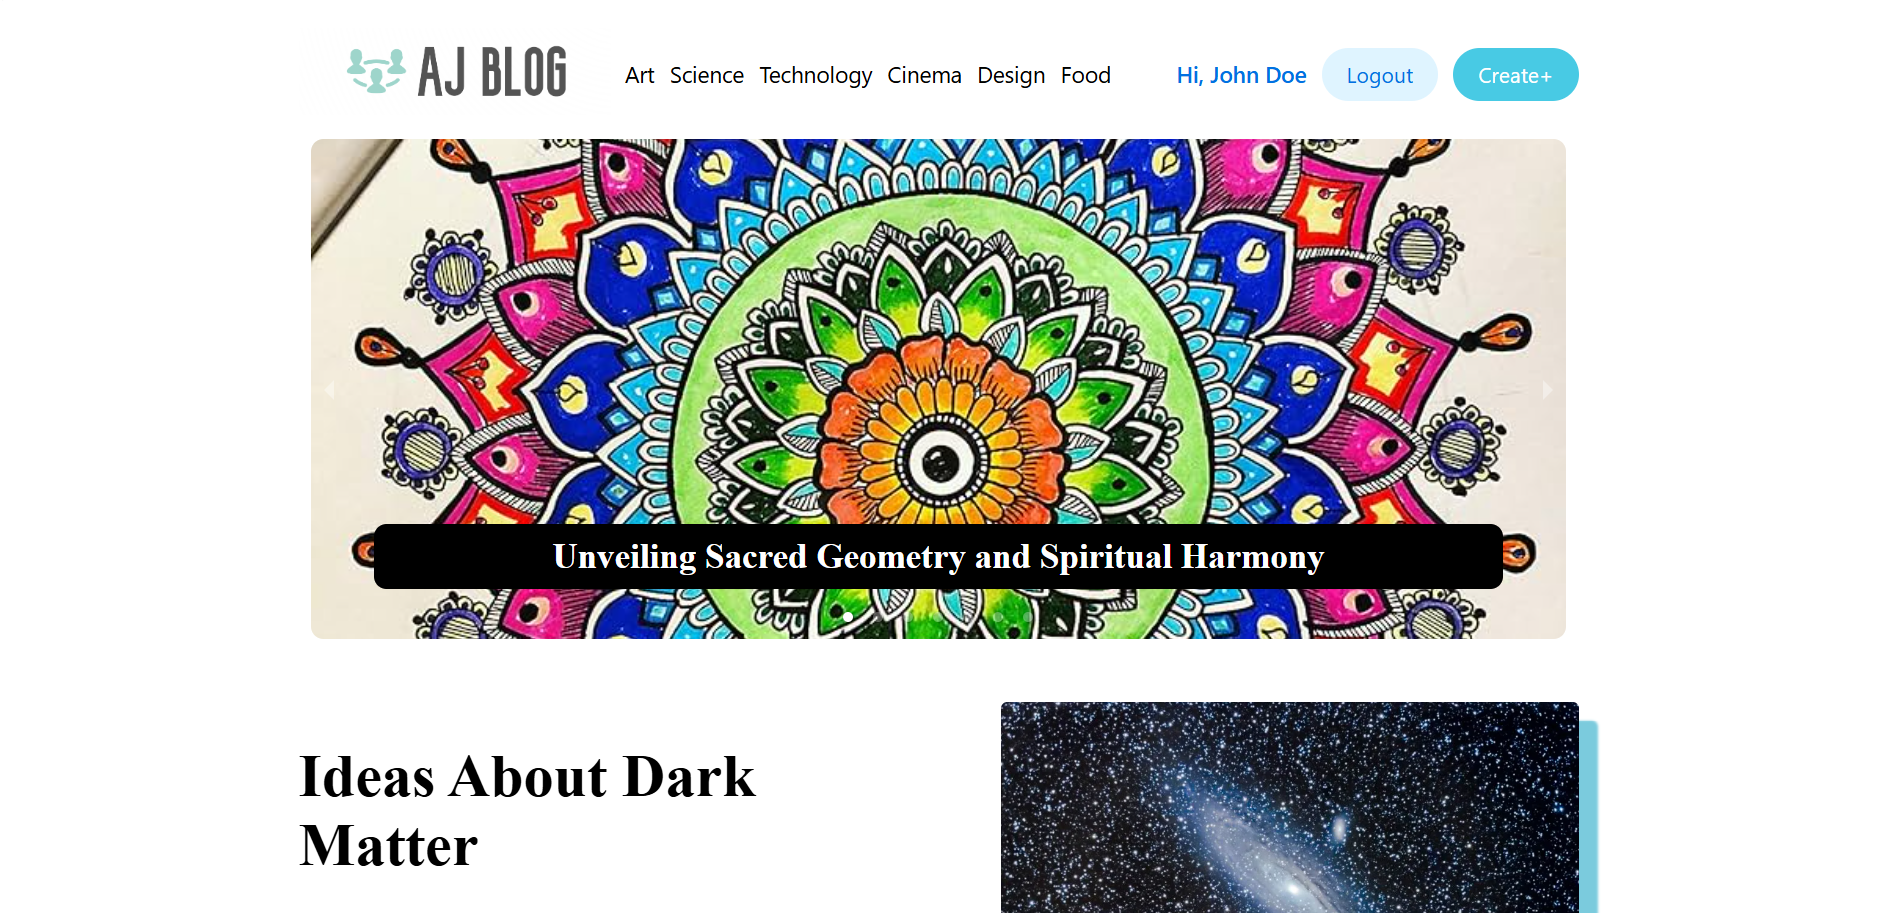 AJ BLOG
Art Science Technology Cinema Design Food
Hi, John Doe
Logout
Create+
Unveiling Sacred Geometry and Spiritual Harmony
Ideas About Dark
Matter